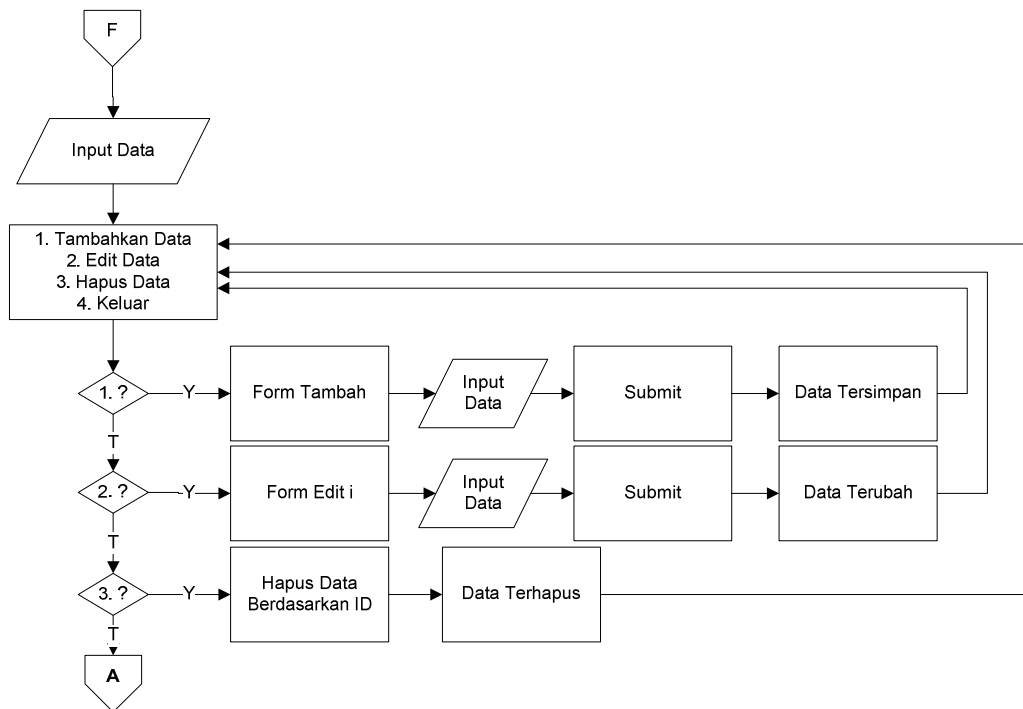 F
Input Data
1. Tambahkan Data
2. Edit Data
3. Hapus Data
4. Keluar
1. ?
Y
Form Tambah
Input
Data
Submit
Data Tersimpan
T
2. ?
Y
Form Edit i
Input
Data
Submit
Data Terubah
T
3. ?
Y
Hapus Data
Berdasarkan ID
Data Terhapus
T
A